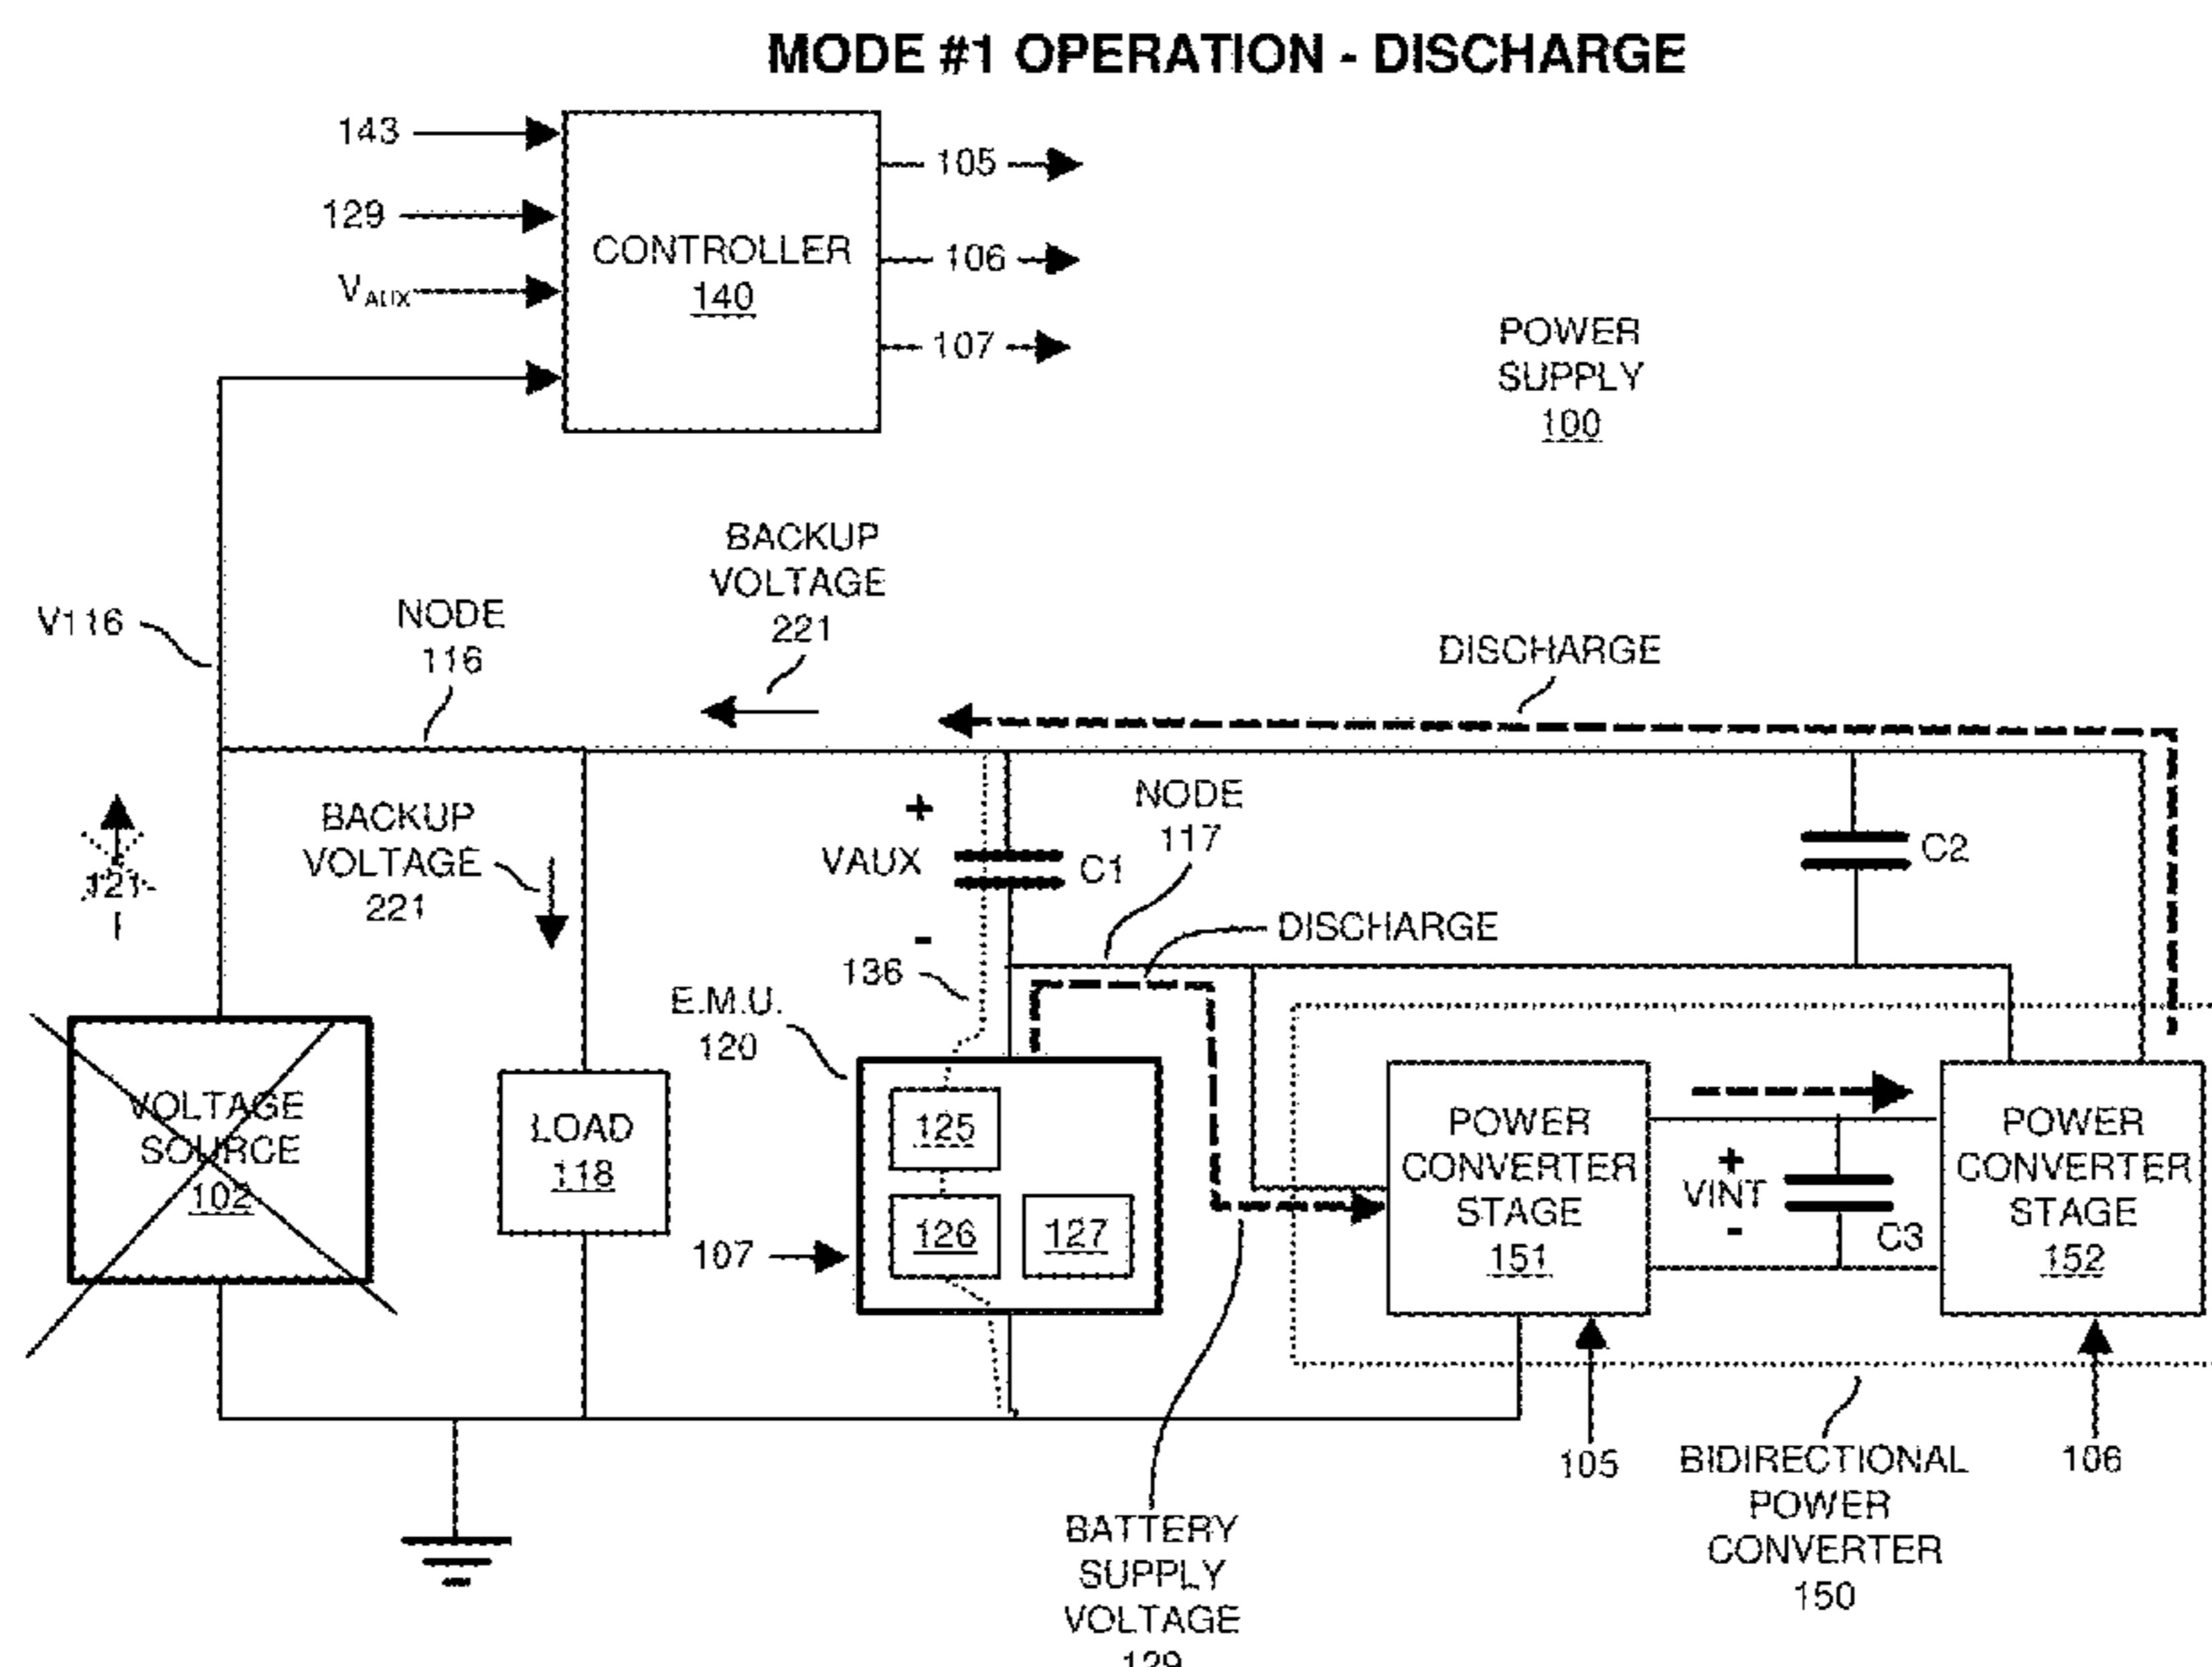 MODE #1 OPERATION - DISCHARGE
143
129
VAUX
CONTROLLER
140
105
106
107
POWER
SUPPLY
100
V116
NODE
116
BACKUP
VOLTAGE
221
DISCHARGE
121
BACKUP
VOLTAGE
221
+
VAUX
-
C1
NODE
117
C2
DISCHARGE
136
E.M.U.
120
VOLTAGE
SOURCE
102
LOAD
118
125
126
127
107
POWER
CONVERTER
STAGE
151
+
VINT
-
C3
POWER
CONVERTER
STAGE
152
105
106
BIDIRECTIONAL
POWER
CONVERTER
150
BATTERY
SUPPLY
VOLTAGE
129